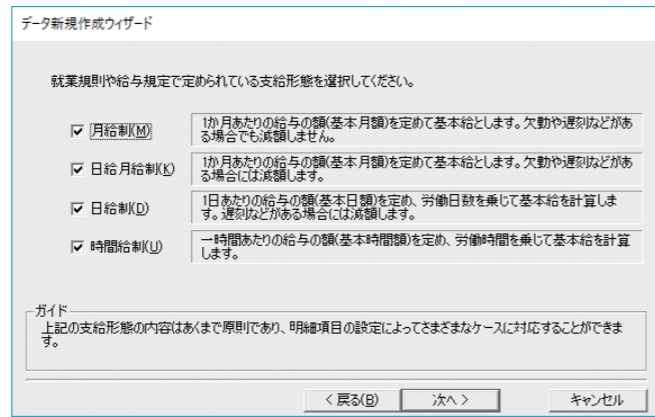 データ新規作成ウィザード
就業規則や給与規定で定められている支給形態を選択してください。
月給制(M)
1か月あたりの給与の額(基本月額)を定めて基本給とします。欠勤や遅刻などがあ
る場合でも減額しません。
日給月給制(K)
1か月あたりの給与の額(基本月額)を定めて基本給とします。欠勤や遅刻などがあ
る場合には減額します。
日給制(D)
1日あたりの給与の額(基本日額)を定め、労働日数を乗じて基本給を計算しま
す。遅刻などがある場合には減額します。
時間給制(U)
一時間あたりの給与の額(基本時間額)を定め、労働時間を乗じて基本給を計算
します。
ガイド
上記の支給形態の内容はあくまで原則であり、明細項目の設定によってさまざまなケースに対応することができま
す。
< 戻る(B)
次へ >
キャンセル